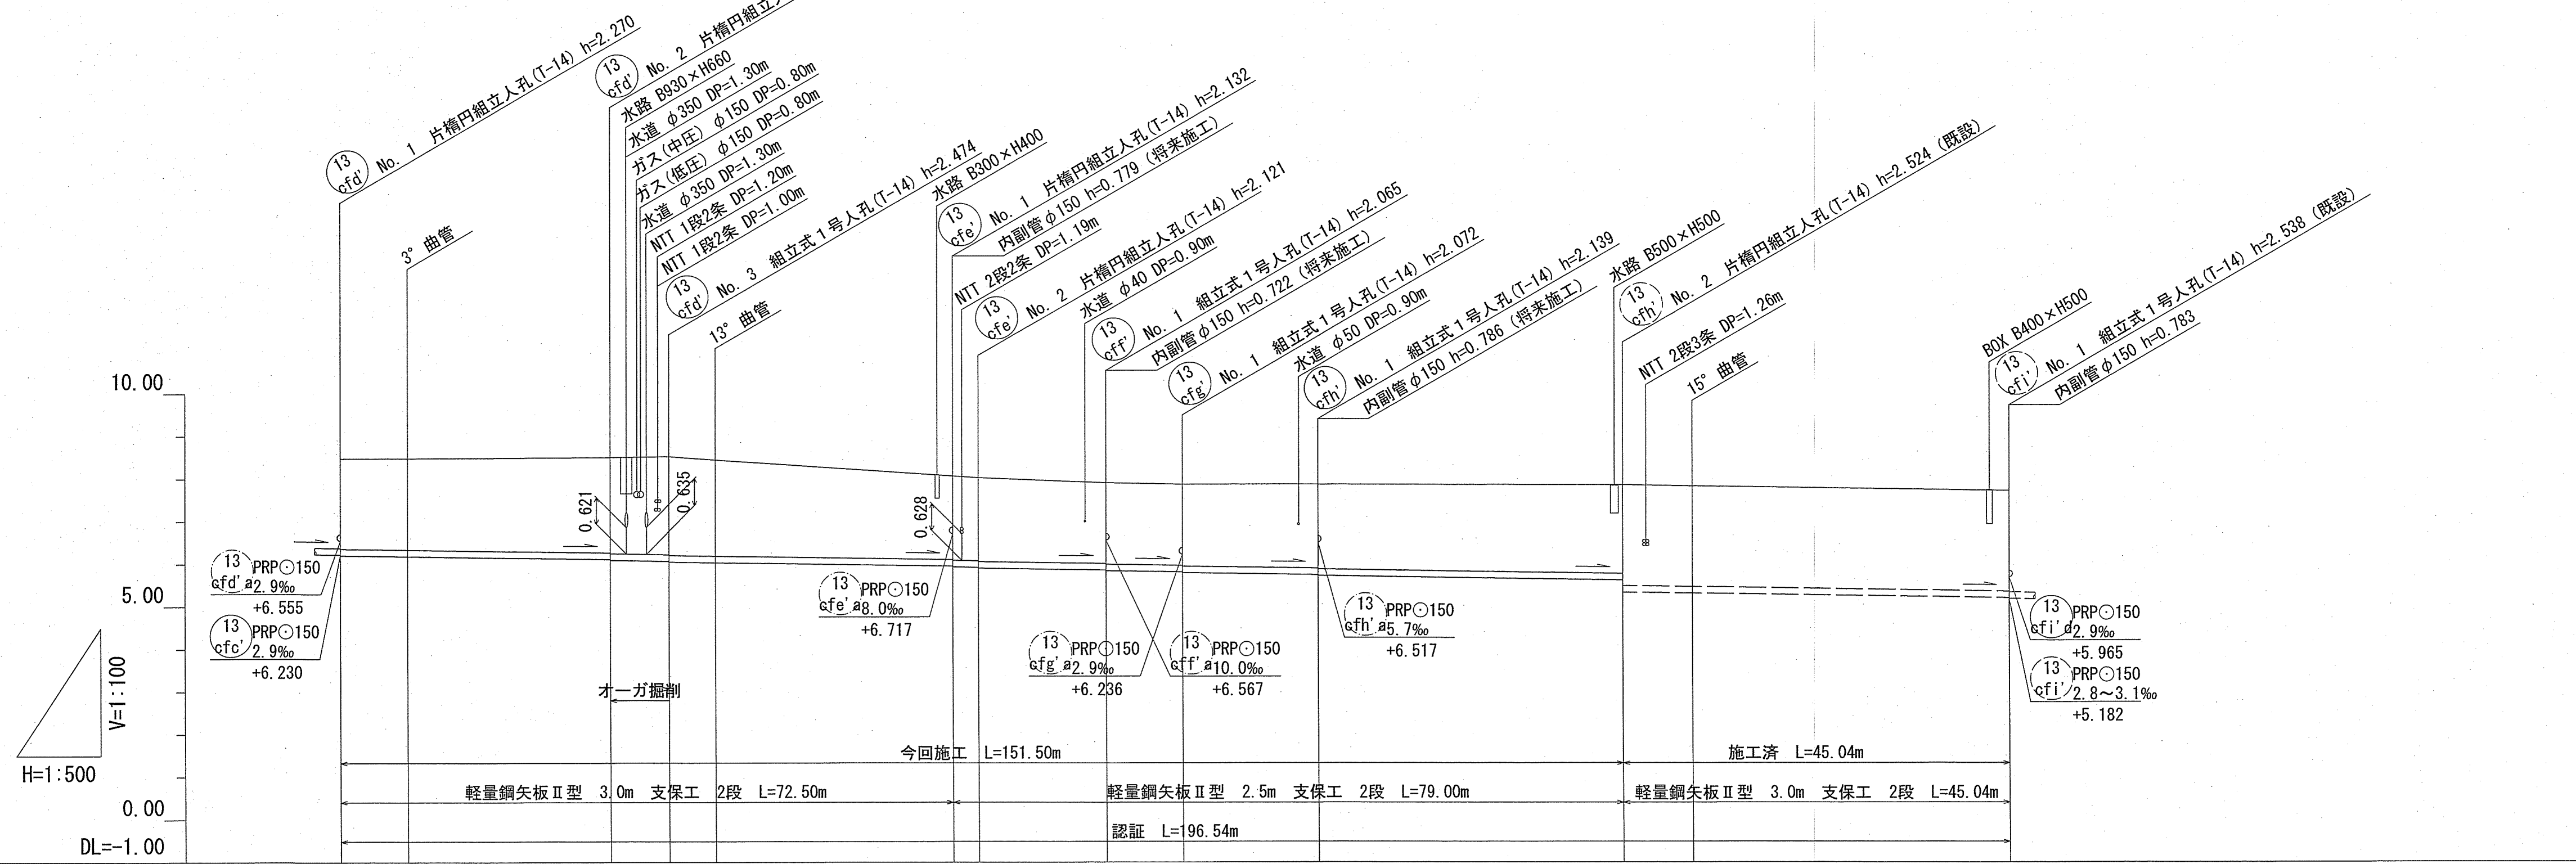 13 cfd' No. 1 片楕円組立人孔(T-14) h=2.270
3° 曲管
13 cfd' No. 2 片楕円組立
水路 B930×H660
水道 φ350 DP=1.30m
ガス(中圧) φ150 DP=0.80m
ガス(低圧) φ150 DP=0.80m
水道 φ350 DP=1.30m
NTT 1段2条 DP=1.20m
NTT 1段2条 DP=1.00m
13 cfd' No. 3 組立式1号人孔(T-14) h=2.474
13° 曲管
水路 B300×H400
13 cfe' No. 1 片楕円組立人孔(T-14) h=2.132
内副管φ150 h=0.779 (将来施工)
NTT 2段2条 DP=1.19m
13 cfe' No. 2 片楕円組立人孔(T-14) h=2.121
水道 φ40 DP=0.90m
13 cff' No. 1 組立式1号人孔(T-14) h=2.065
内副管φ150 h=0.722 (将来施工)
13 cfg' No. 1 組立式1号人孔(T-14) h=2.072
水道 φ50 DP=0.90m
13 cfh' No. 1 組立式1号人孔(T-14) h=2.139
内副管φ150 h=0.786 (将来施工)
水路 B500×H500
13 cfh' No. 2 片楕円組立人孔(T-14) h=2.524 (既設)
NTT 2段3条 DP=1.26m
15° 曲管
BOX B400×H500
13 cfi' No. 1 組立式1号人孔(T-14) h=2.538 (既設)
内副管φ150 h=0.783
10.00
5.00
0.00
DL=-1.00
V=1:100
H=1:500
0.621
0.635
0.628
13 cfd'a PRP⊙150
2.9‰
+6.555
13 cfc' PRP⊙150
2.9‰
+6.230
13 cfe'a PRP⊙150
8.0‰
+6.717
13 cfg'a PRP⊙150
2.9‰
+6.236
13 cff'a PRP⊙150
10.0‰
+6.567
13 cfh'a PRP⊙150
5.7‰
+6.517
13 cfi'd PRP⊙150
2.9‰
+5.965
13 cfi' PRP⊙150
2.8～3.1‰
+5.182
オーガ掘削
今回施工 L=151.50m
施工済 L=45.04m
軽量鋼矢板Ⅱ型 3.0m 支保工 2段 L=72.50m
軽量鋼矢板Ⅱ型 2.5m 支保工 2段 L=79.00m
軽量鋼矢板Ⅱ型 3.0m 支保工 2段 L=45.04m
認証 L=196.54m